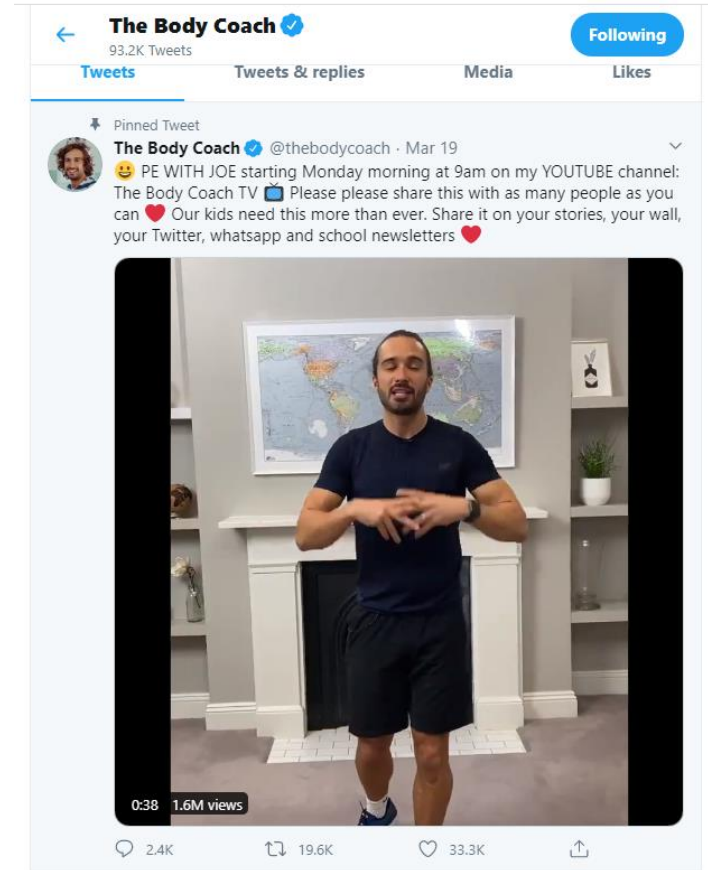 The Body Coach
93.2K Tweets
Following
Tweets Tweets & replies Media Likes
Pinned Tweet
The Body Coach @thebodycoach · Mar 19
😀 PE WITH JOE starting Monday morning at 9am on my YOUTUBE channel:
The Body Coach TV 📺 Please please share this with as many people as you
can ❤️ Our kids need this more than ever. Share it on your stories, your wall,
your Twitter, whatsapp and school newsletters ❤️
0:38 1.6M views
2.4K 19.6K 33.3K